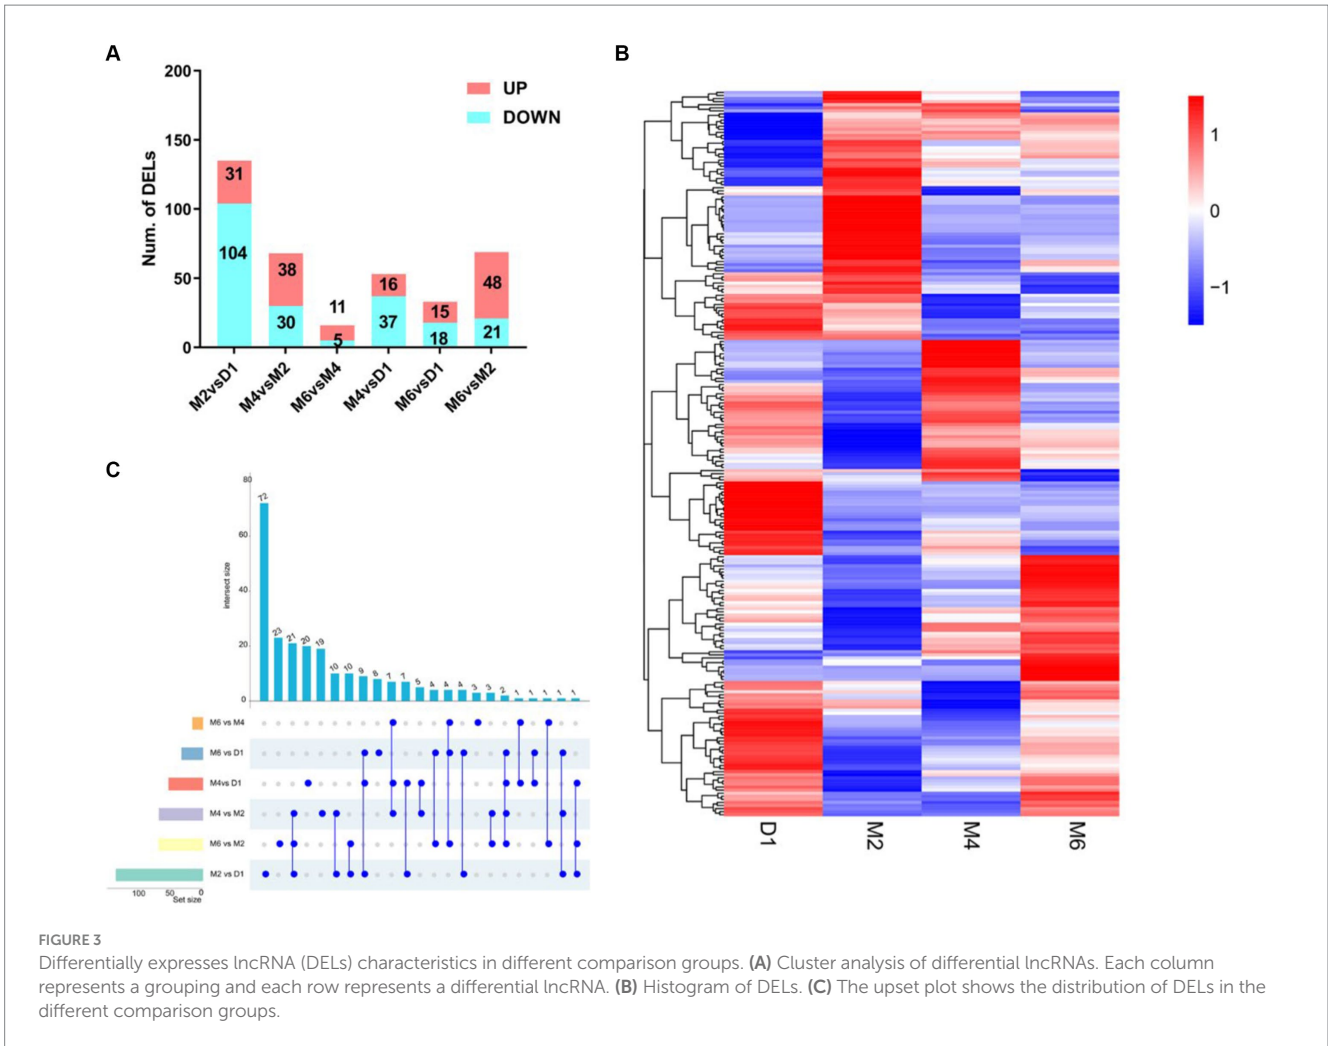 A
200
150
100
50
0
Num. of DELs
UP
DOWN
31
104
38
30
11
5
16
37
15
18
48
21
M2vsD1
M4vsM2
M6vsM4
M4vsD1
M6vsD1
M6vsM2
B
1
0
−1
D1
M2
M4
M6
C
80
60
40
20
0
Intersect size
72
23
21
20
19
10
10
9
8
7
7
5
4
4
4
3
3
2
1
1
1
1
1
M6 vs M4
M6 vs D1
M4vs D1
M4 vs M2
M6 vs M2
M2 vs D1
100
50
0
Set size
FIGURE 3
Differentially expresses lncRNA (DELs) characteristics in different comparison groups. (A) Cluster analysis of differential lncRNAs. Each column
represents a grouping and each row represents a differential lncRNA. (B) Histogram of DELs. (C) The upset plot shows the distribution of DELs in the
different comparison groups.